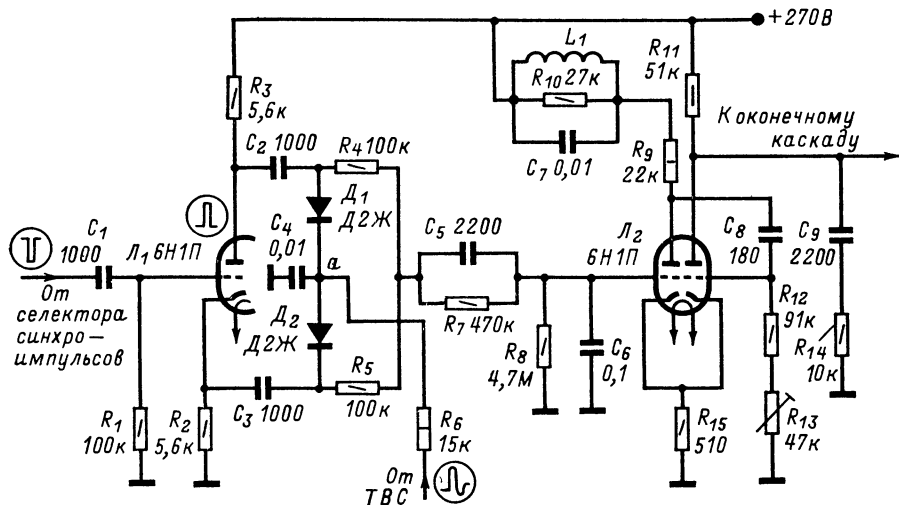 +270В
R3
5,6к
C2 1000
R4 100к
L1
R10 27к
C7 0,01
R11
51к
R9
22к
К оконечному
каскаду
C1
1000
Л1 6Н1П
Д1
Д2Ж
C4
0,01
а
C5 2200
R7 470к
Л2
6Н1П
C8
180
C9
2200
От
селектора
синхро-
импульсов
Д2
Д2Ж
R5
100к
C3 1000
R1
100к
R2
5,6к
R6
15к
От
ТВС
R8
4,7М
C6
0,1
R15
510
R12
91к
R14
10к
R13
47к